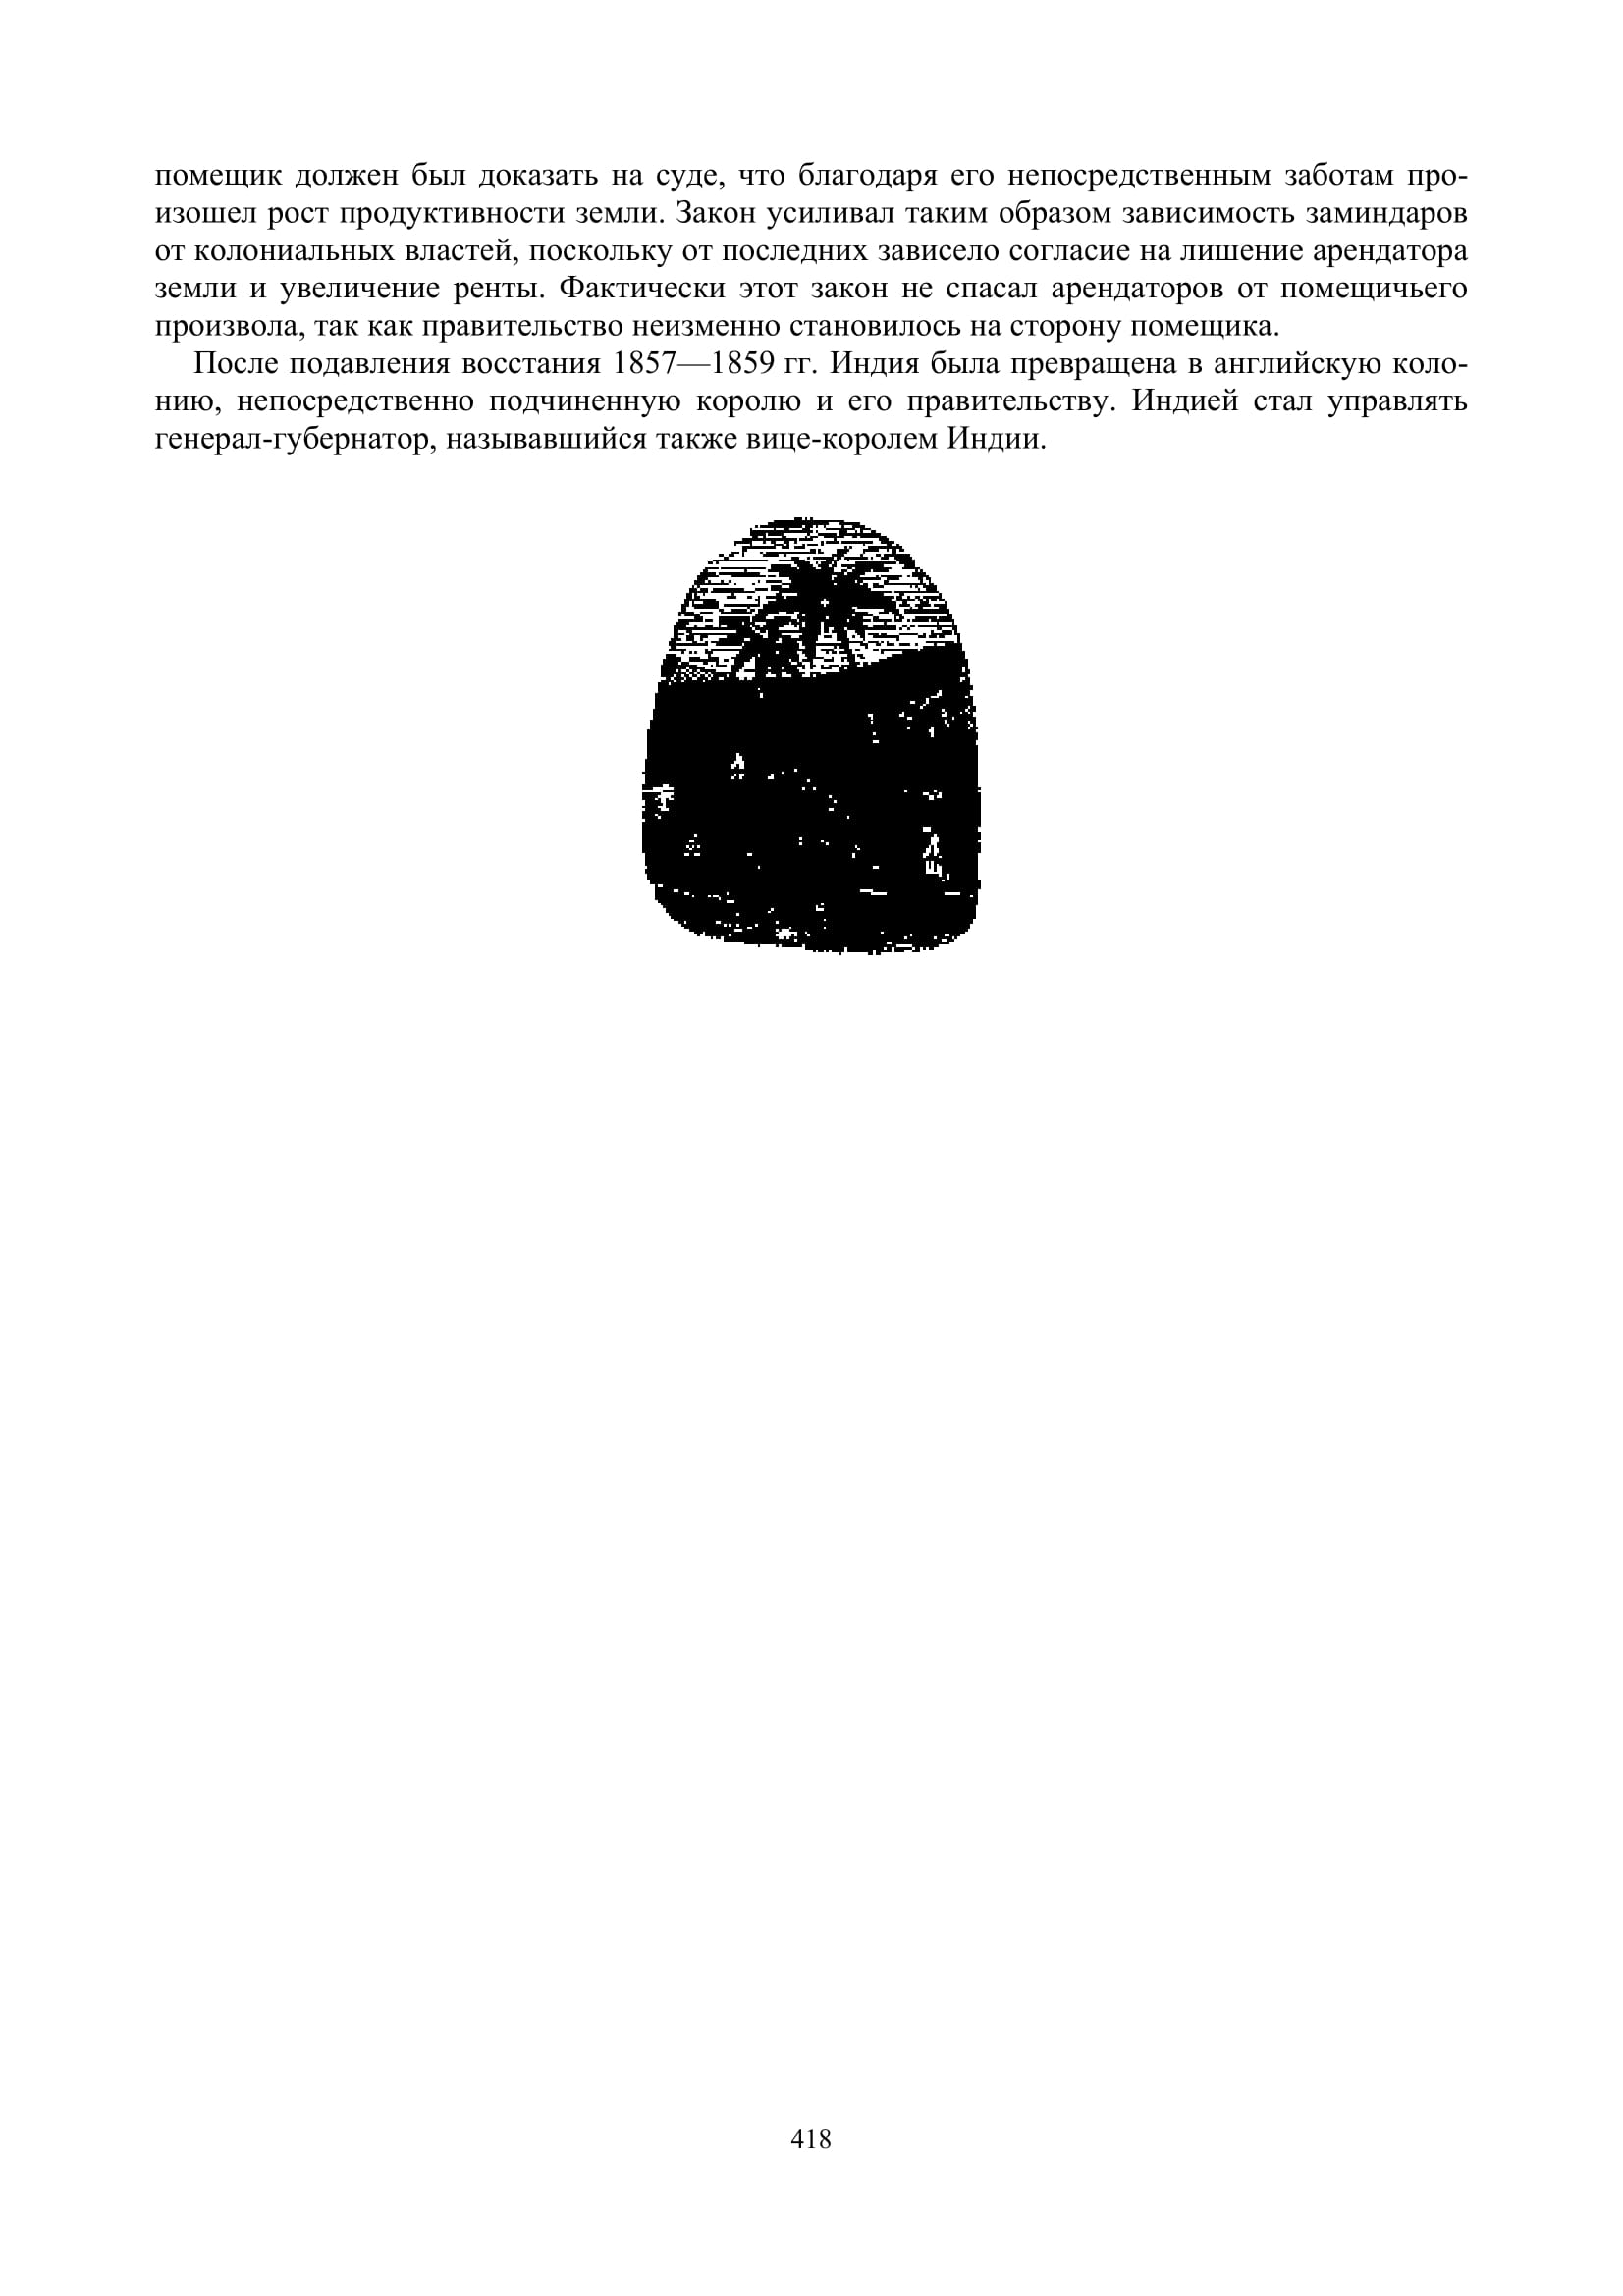 помещик должен был доказать на суде, что благодаря его непосредственным заботам про-
изошел рост продуктивности земли. Закон усиливал таким образом зависимость заминдаров
от колониальных властей, поскольку от последних зависело согласие на лишение арендатора
земли и увеличение ренты. Фактически этот закон не спасал арендаторов от помещичьего
произвола, так как правительство неизменно становилось на сторону помещика.
После подавления восстания 1857—1859 гг. Индия была превращена в английскую коло-
нию, непосредственно подчиненную королю и его правительству. Индией стал управлять
генерал-губернатор, называвшийся также вице-королем Индии.
418